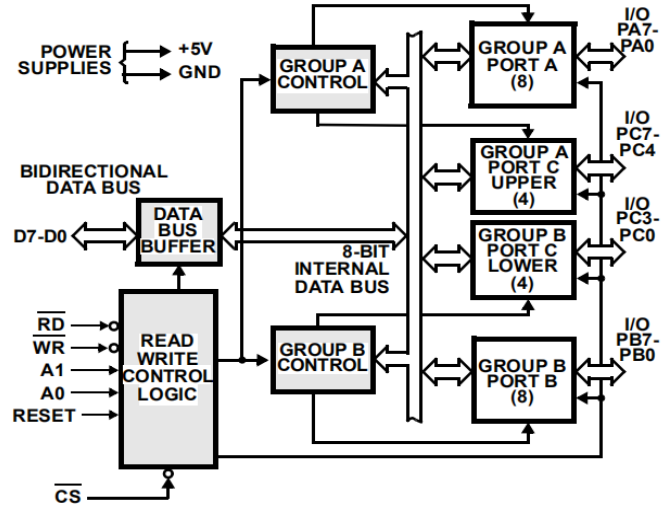 POWER
SUPPLIES
+5V
GND
GROUP A
CONTROL
GROUP A
PORT A
(8)
I/O
PA7-
PA0
GROUP A
PORT C
UPPER
(4)
I/O
PC7-
PC4
BIDIRECTIONAL
DATA BUS
D7-D0
DATA
BUS
BUFFER
8-BIT
INTERNAL
DATA BUS
GROUP B
PORT C
LOWER
(4)
I/O
PC3-
PC0
RD
WR
A1
A0
RESET
CS
READ
WRITE
CONTROL
LOGIC
GROUP B
CONTROL
GROUP B
PORT B
(8)
I/O
PB7-
PB0